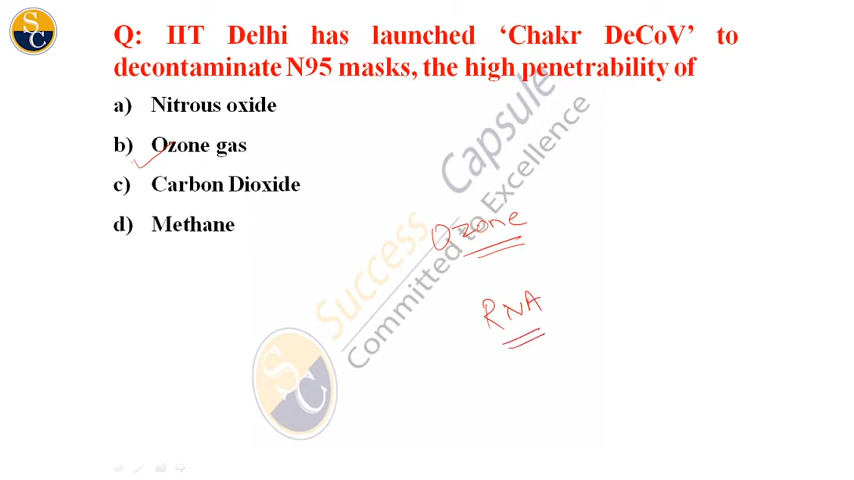 S
C
Q: IIT Delhi has launched ‘Chakr DeCoV’ to
decontaminate N95 masks, the high penetrability of
a) Nitrous oxide
b) Ozone gas
c) Carbon Dioxide
d) Methane
Ozone
RNA
Success Capsule
Committed to Excellence
S
C